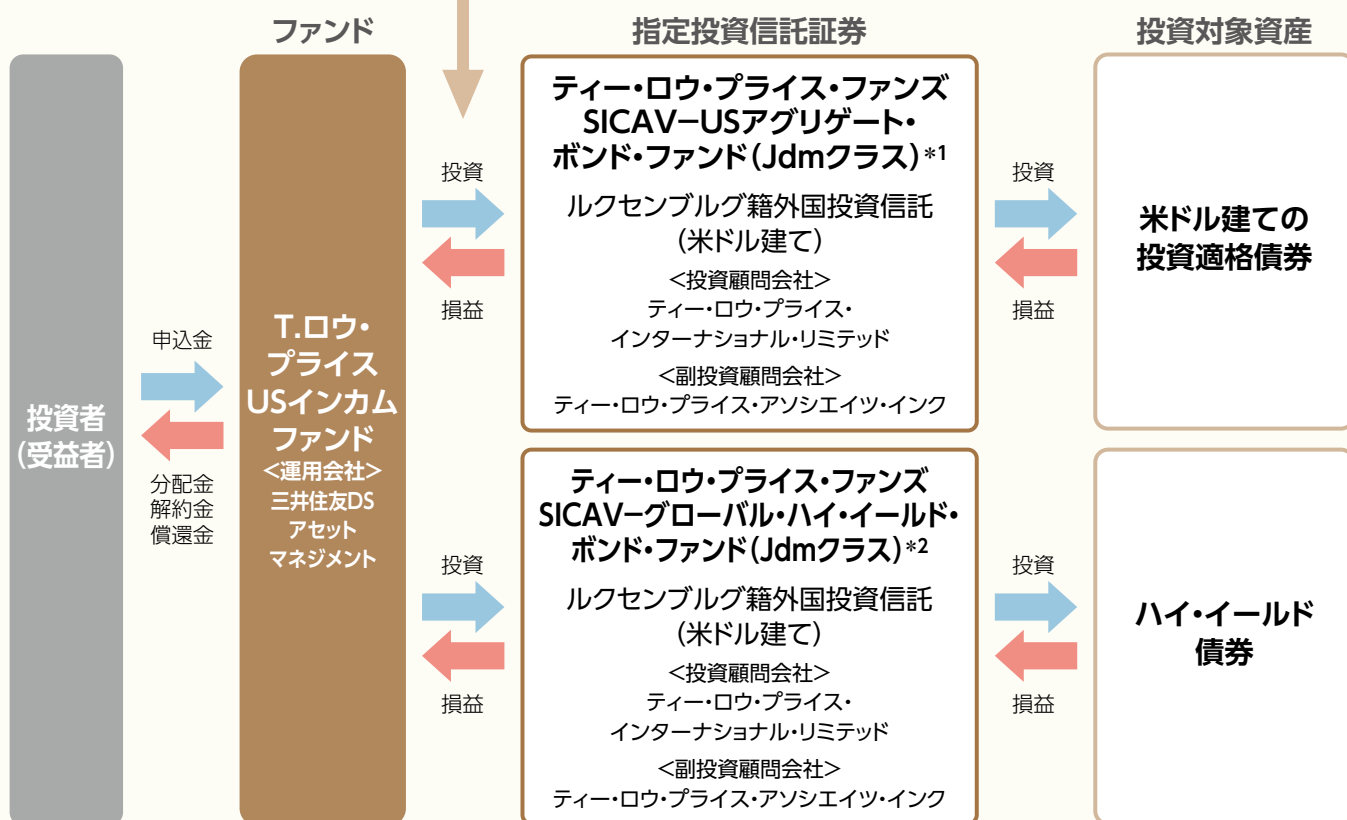 ファンド
指定投資信託証券
投資対象資産
投資者
(受益者)
申込金
分配金
解約金
償還金
T.ロウ・
プライス
USインカム
ファンド
<運用会社>
三井住友DS
アセット
マネジメント
投資
損益
ティー・ロウ・プライス・ファンズ
SICAV−USアグリゲート・
ボンド・ファンド(Jdmクラス)*1
ルクセンブルグ籍外国投資信託
(米ドル建て)
<投資顧問会社>
ティー・ロウ・プライス・
インターナショナル・リミテッド
<副投資顧問会社>
ティー・ロウ・プライス・アソシエイツ・インク
投資
損益
米ドル建ての
投資適格債券
投資
損益
ティー・ロウ・プライス・ファンズ
SICAV−グローバル・ハイ・イールド・
ボンド・ファンド(Jdmクラス)*2
ルクセンブルグ籍外国投資信託
(米ドル建て)
<投資顧問会社>
ティー・ロウ・プライス・
インターナショナル・リミテッド
<副投資顧問会社>
ティー・ロウ・プライス・アソシエイツ・インク
投資
損益
ハイ・イールド
債券